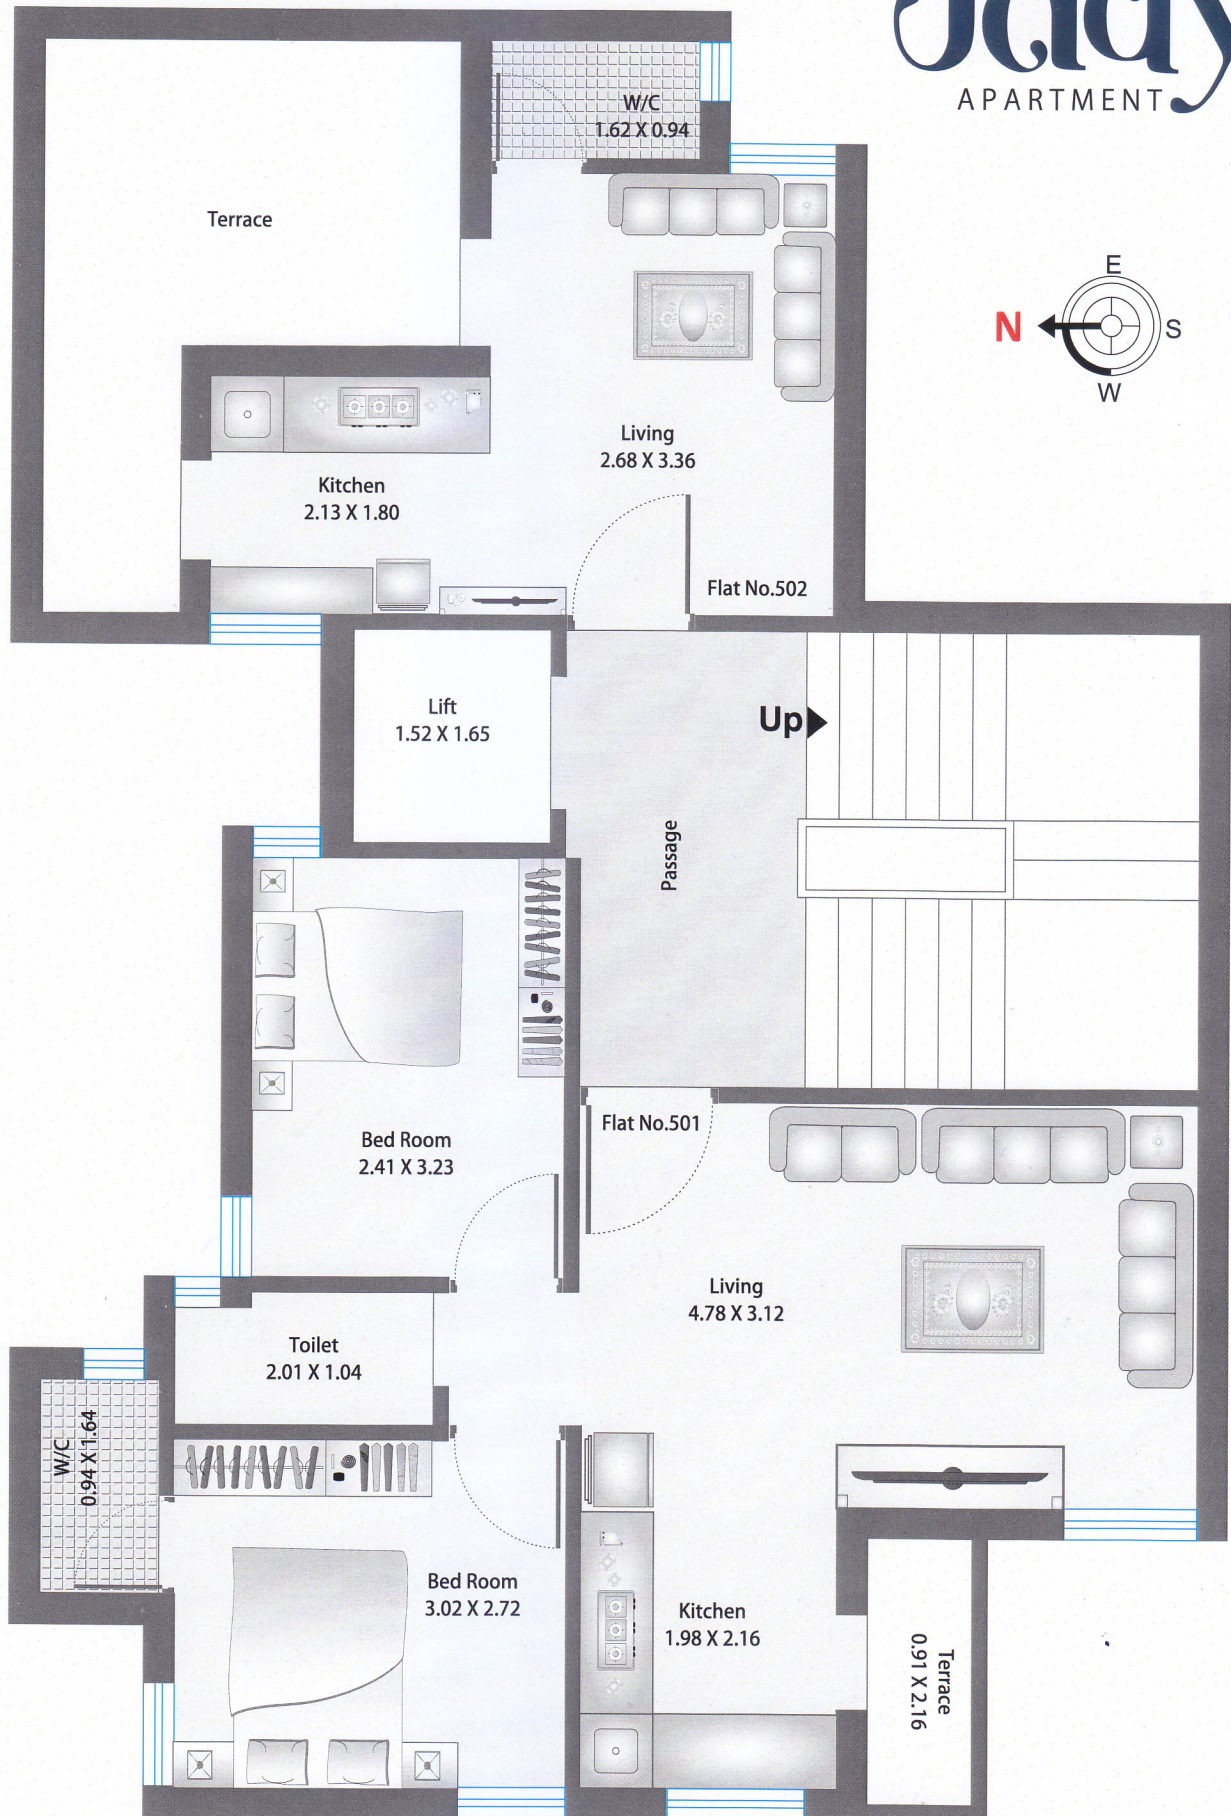 APARTMENT
W/C
1.62 X 0.94
Terrace
E
N
S
W
Living
2.68 X 3.36
Kitchen
2.13 X 1.80
Flat No.502
Lift
1.52 X 1.65
Up
Passage
Flat No.501
Bed Room
2.41 X 3.23
Living
4.78 X 3.12
Toilet
2.01 X 1.04
W/C
0.94 X 1.64
Bed Room
3.02 X 2.72
Kitchen
1.98 X 2.16
Terrace
0.91 X 2.16